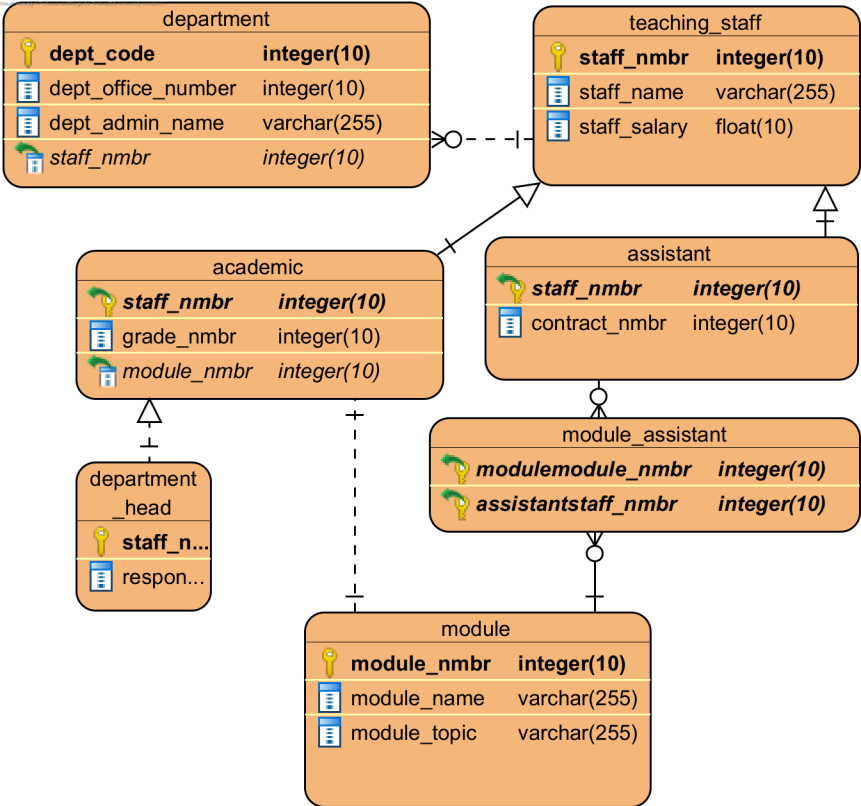 department
dept_code integer(10)
dept_office_number integer(10)
dept_admin_name varchar(255)
staff_nmbr integer(10)
teaching_staff
staff_nmbr integer(10)
staff_name varchar(255)
staff_salary float(10)
academic
staff_nmbr integer(10)
grade_nmbr integer(10)
module_nmbr integer(10)
assistant
staff_nmbr integer(10)
contract_nmbr integer(10)
module_assistant
modulemodule_nmbr integer(10)
assistantstaff_nmbr integer(10)
department
_head
staff_n...
respon...
module
module_nmbr integer(10)
module_name varchar(255)
module_topic varchar(255)